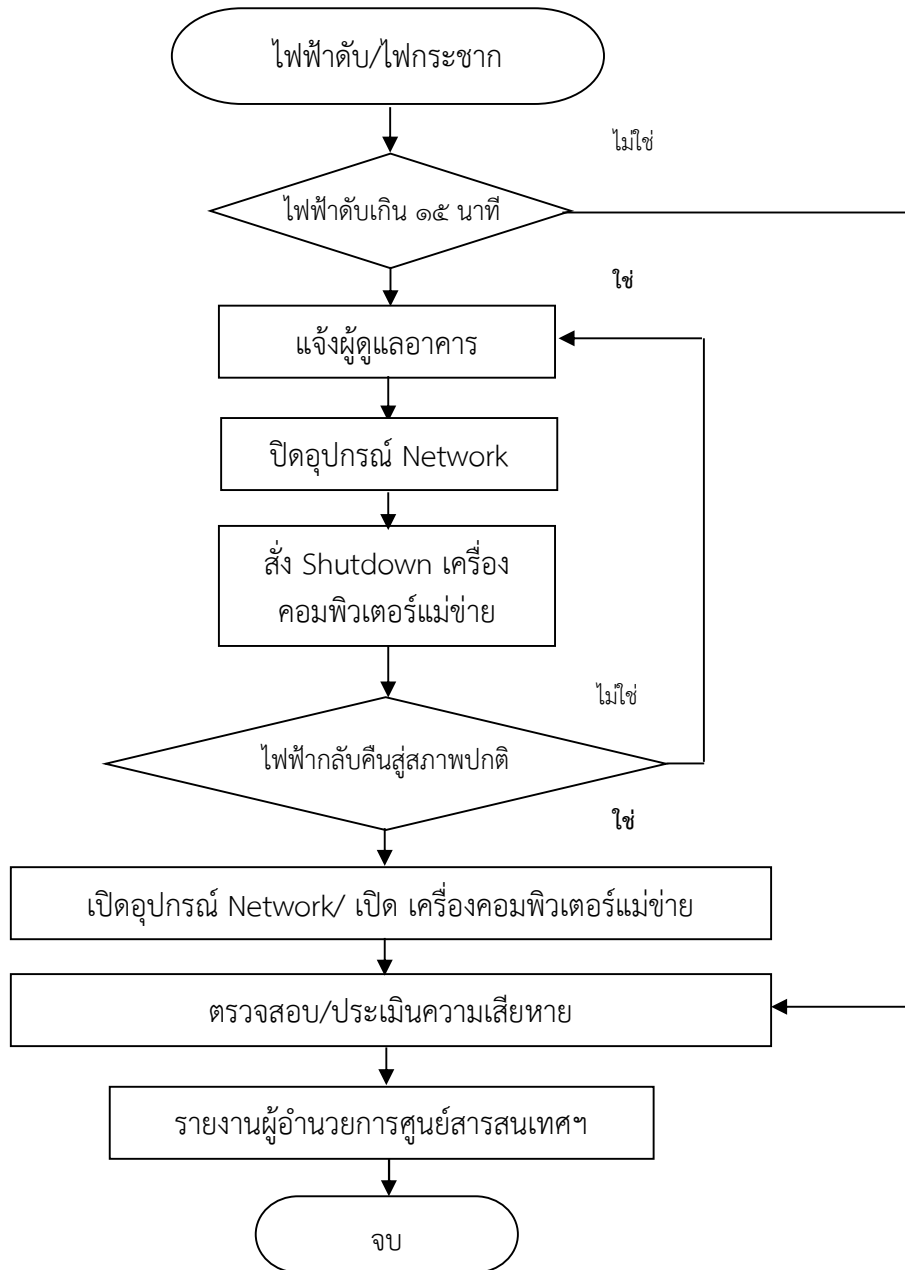 ไฟฟ้าดับ/ไฟกระชาก
ไม่ใช่
ไฟฟ้าดับเกิน ๑๕ นาที
ใช่
แจ้งผู้ดูแลอาคาร
ปิดอุปกรณ์ Network
สั่ง Shutdown เครื่อง
คอมพิวเตอร์แม่ข่าย
ไม่ใช่
ไฟฟ้ากลับคืนสู่สภาพปกติ
ใช่
เปิดอุปกรณ์ Network/ เปิด เครื่องคอมพิวเตอร์แม่ข่าย
ตรวจสอบ/ประเมินความเสียหาย
รายงานผู้อำนวยการศูนย์สารสนเทศฯ
จบ